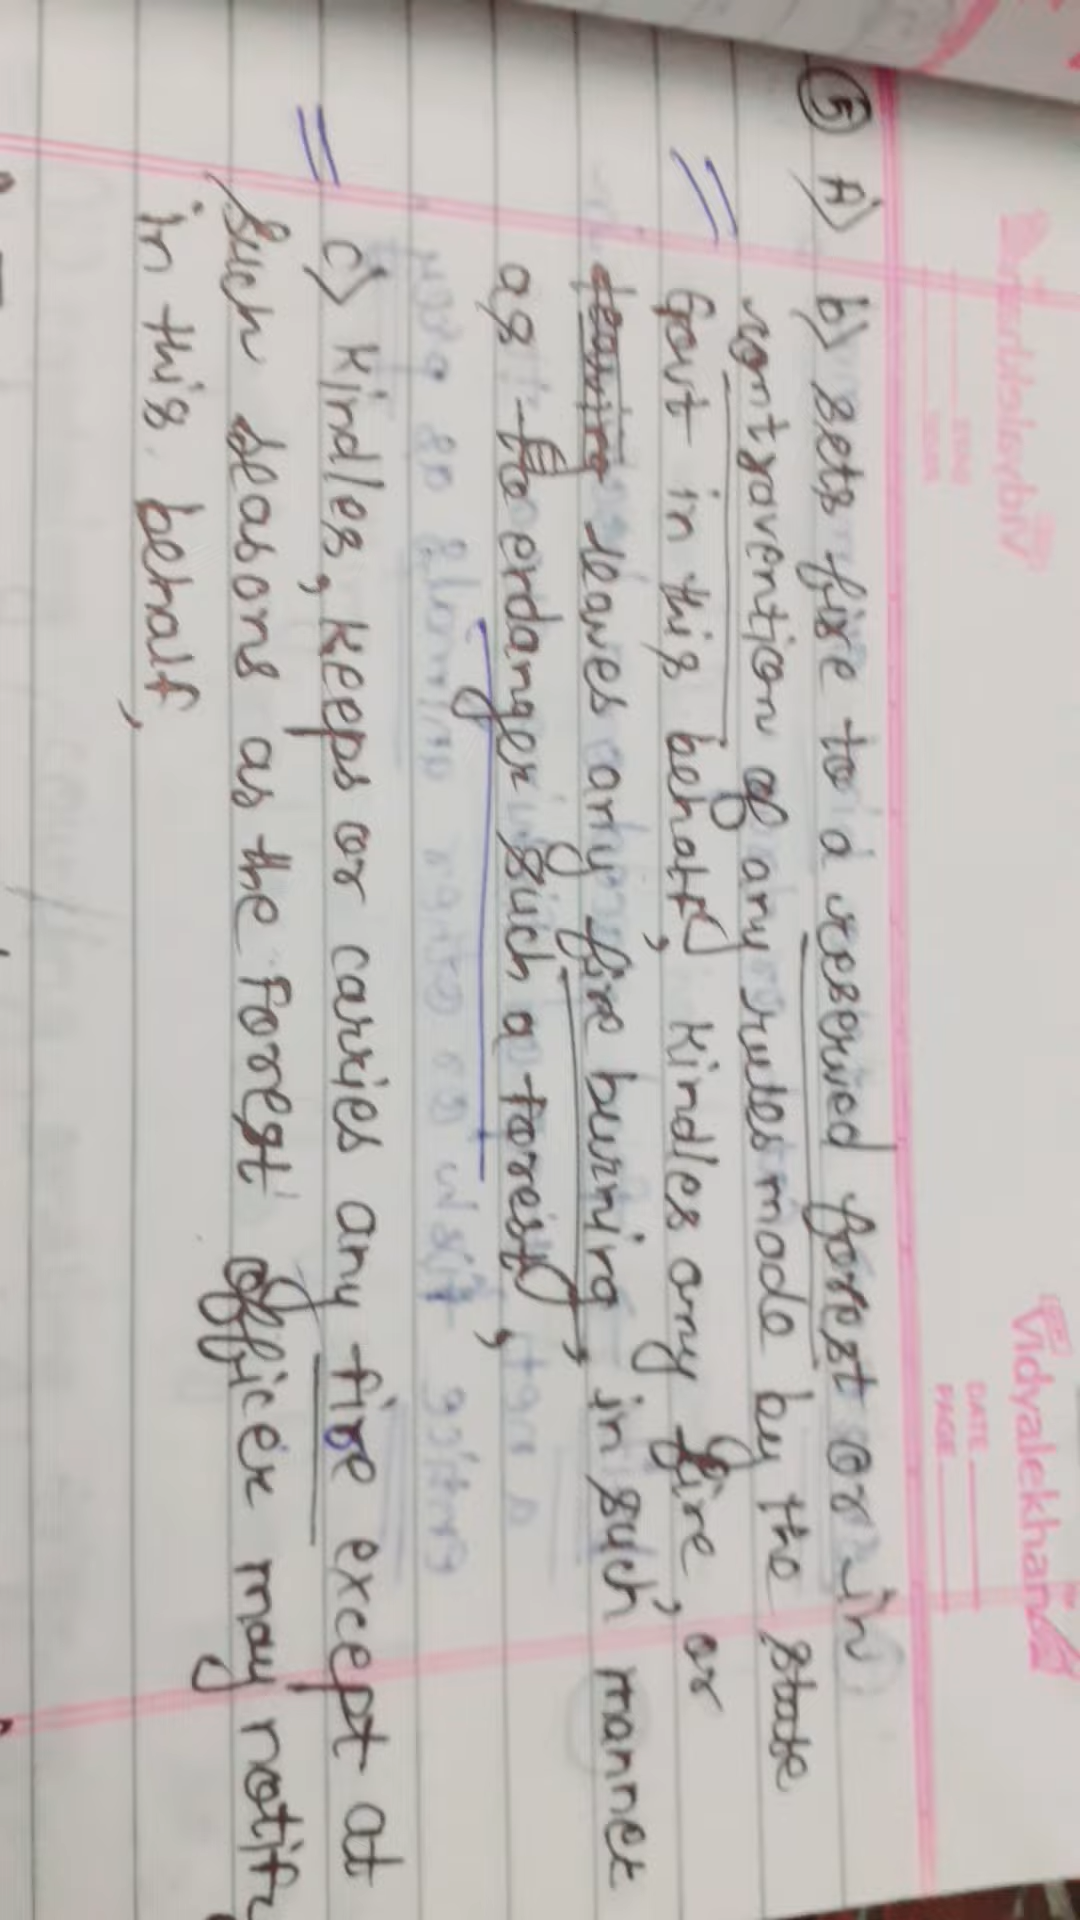 Vidyalekhan
DATE
PAGE
5 A) b) sets fire to a reserved forest or in
contravention of any rules made by the state
Govt in this behalf, kindles any fire, or
leaves any fire burning, in such manner
as to endanger such a forest,
c) Kindles, keeps or carries any fire except at
such seasons as the Forest officer may notify
in this behalf,